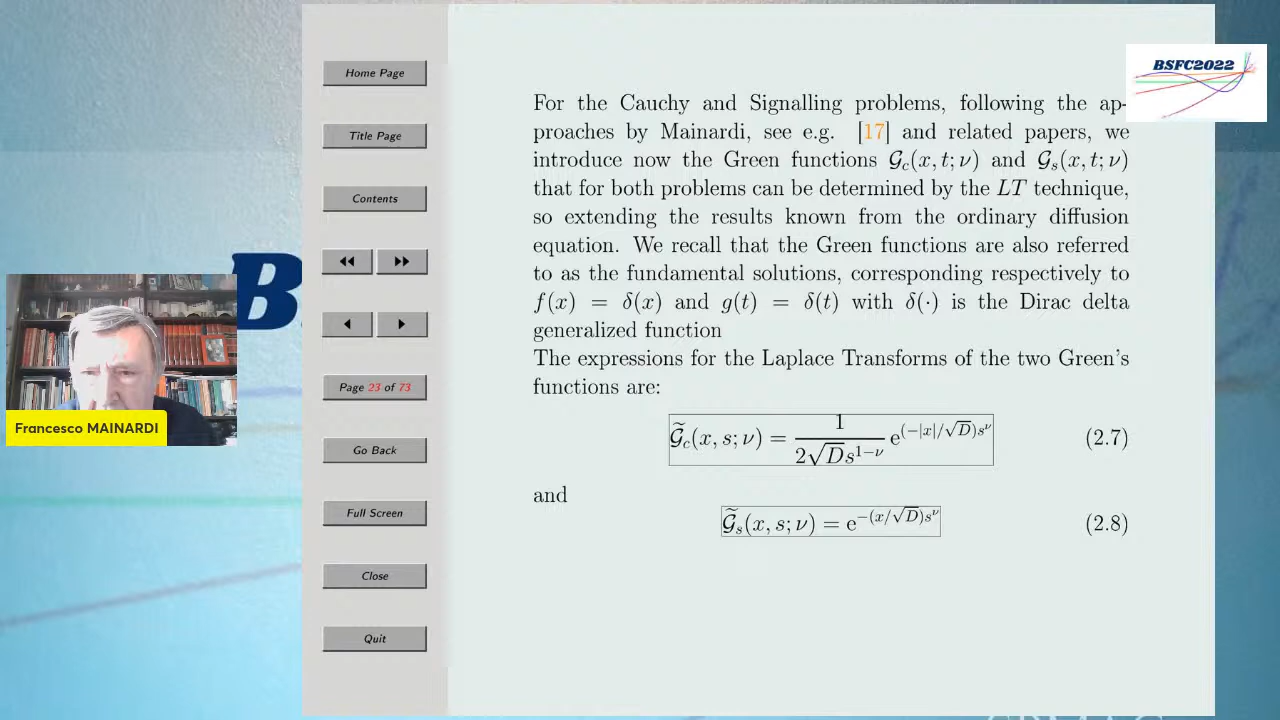 Home Page
Title Page
Contents
Page 23 of 73
Go Back
Full Screen
Close
Quit
BSFC2022
For the Cauchy and Signalling problems, following the ap-
proaches by Mainardi, see e.g. [17] and related papers, we
introduce now the Green functions 𝒢c(x, t; ν) and 𝒢s(x, t; ν)
that for both problems can be determined by the LT technique,
so extending the results known from the ordinary diffusion
equation. We recall that the Green functions are also referred
to as the fundamental solutions, corresponding respectively to
f(x) = δ(x) and g(t) = δ(t) with δ(·) is the Dirac delta
generalized function
The expressions for the Laplace Transforms of the two Green's
functions are:
𝒢̃c(x, s; ν) = 1/(2√D s^{1−ν}) e^{(−|x|/√D)s^ν} (2.7)
and
𝒢̃s(x, s; ν) = e^{−(x/√D)s^ν} (2.8)
Francesco MAINARDI